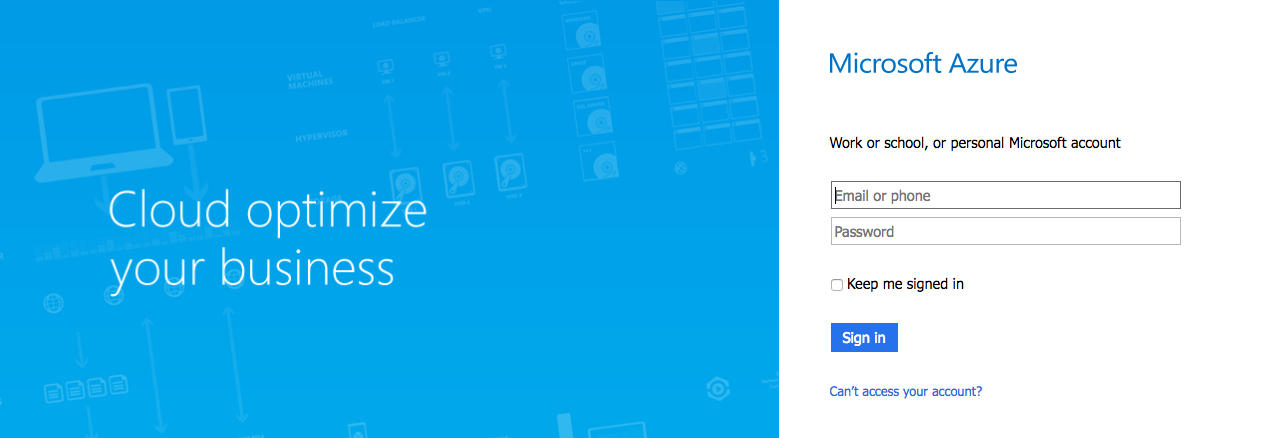 LOAD BALANCER
VPN
VIRTUAL
MACHINES
HYPERVISOR
Cloud optimize
your business
Microsoft Azure
Work or school, or personal Microsoft account
Email or phone
Password
Keep me signed in
Sign in
Can't access your account?